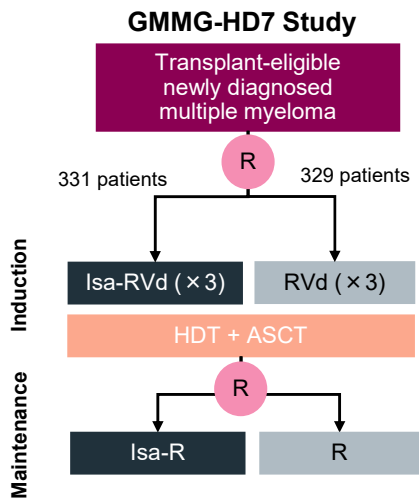 GMMG-HD7 Study
Transplant-eligible
newly diagnosed
multiple myeloma
R
331 patients
329 patients
Induction
Isa-RVd (×3)
RVd (×3)
HDT + ASCT
R
Maintenance
Isa-R
R